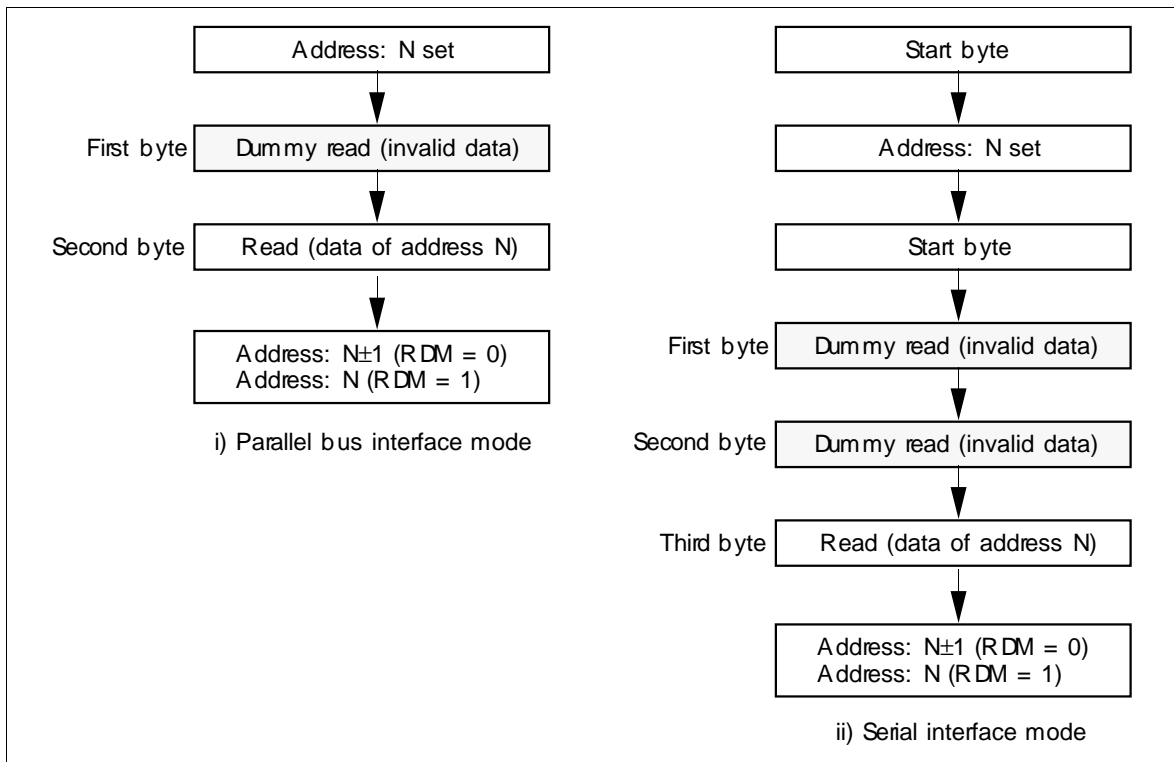 Address: N set
First byte
Dummy read (invalid data)
Second byte
Read (data of address N)
Address: N±1 (RDM = 0)
Address: N (RDM = 1)
i) Parallel bus interface mode
Start byte
Address: N set
Start byte
First byte
Dummy read (invalid data)
Second byte
Dummy read (invalid data)
Third byte
Read (data of address N)
Address: N±1 (RDM = 0)
Address: N (RDM = 1)
ii) Serial interface mode